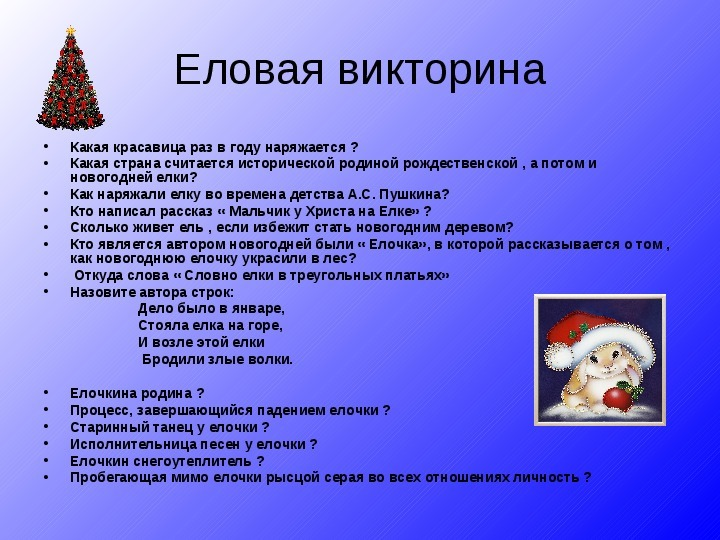 Еловая викторина
• Какая красавица раз в году наряжается ?
• Какая страна считается исторической родиной рождественской , а потом и
новогодней елки?
• Как наряжали елку во времена детства А.С. Пушкина?
• Кто написал рассказ « Мальчик у Христа на Елке» ?
• Сколько живет ель , если избежит стать новогодним деревом?
• Кто является автором новогодней были « Елочка», в которой рассказывается о том ,
как новогоднюю елочку украсили в лес?
• Откуда слова « Словно елки в треугольных платьях»
• Назовите автора строк:
Дело было в январе,
Стояла елка на горе,
И возле этой елки
Бродили злые волки.
• Елочкина родина ?
• Процесс, завершающийся падением елочки ?
• Старинный танец у елочки ?
• Исполнительница песен у елочки ?
• Елочкин снегоутеплитель ?
• Пробегающая мимо елочки рысцой серая во всех отношениях личность ?